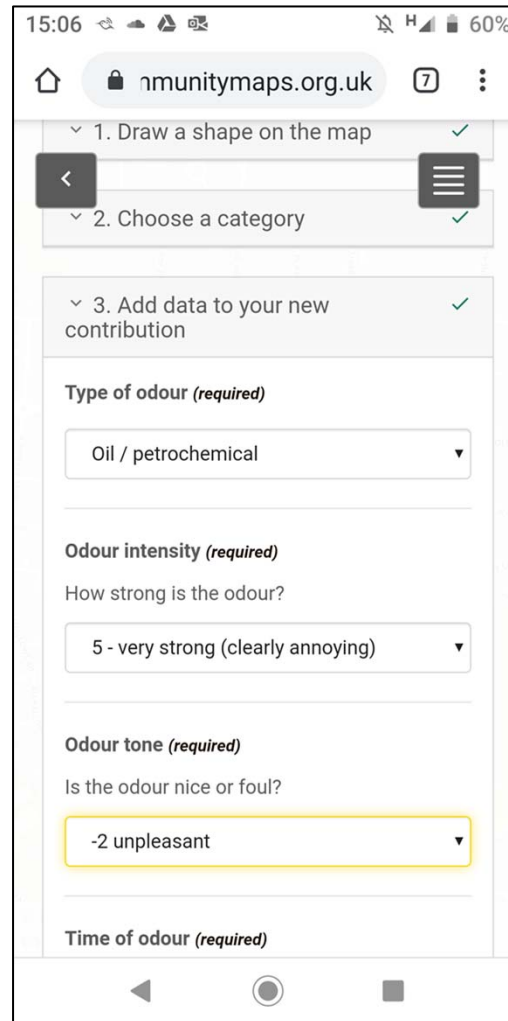 15:06
H
60%
nmunitymaps.org.uk
7
1. Draw a shape on the map
2. Choose a category
3. Add data to your new
contribution
Type of odour (required)
Oil / petrochemical
Odour intensity (required)
How strong is the odour?
5 - very strong (clearly annoying)
Odour tone (required)
Is the odour nice or foul?
-2 unpleasant
Time of odour (required)